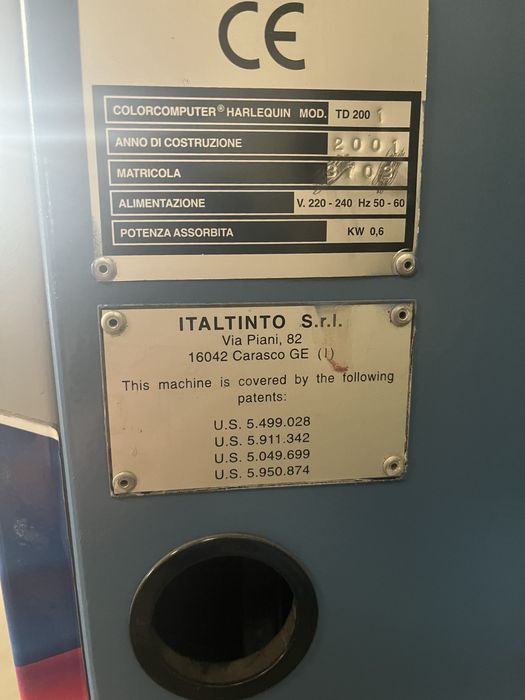 CE
COLORCOMPUTER® HARLEQUIN MOD. TD 200 1
ANNO DI COSTRUZIONE 2001
MATRICOLA
ALIMENTAZIONE V. 220 - 240 Hz 50 - 60
POTENZA ASSORBITA KW 0,6
ITALTINTO S.r.l.
Via Piani, 82
16042 Carasco GE (I)
This machine is covered by the following
patents:
U.S. 5.499.028
U.S. 5.911.342
U.S. 5.049.699
U.S. 5.950.874